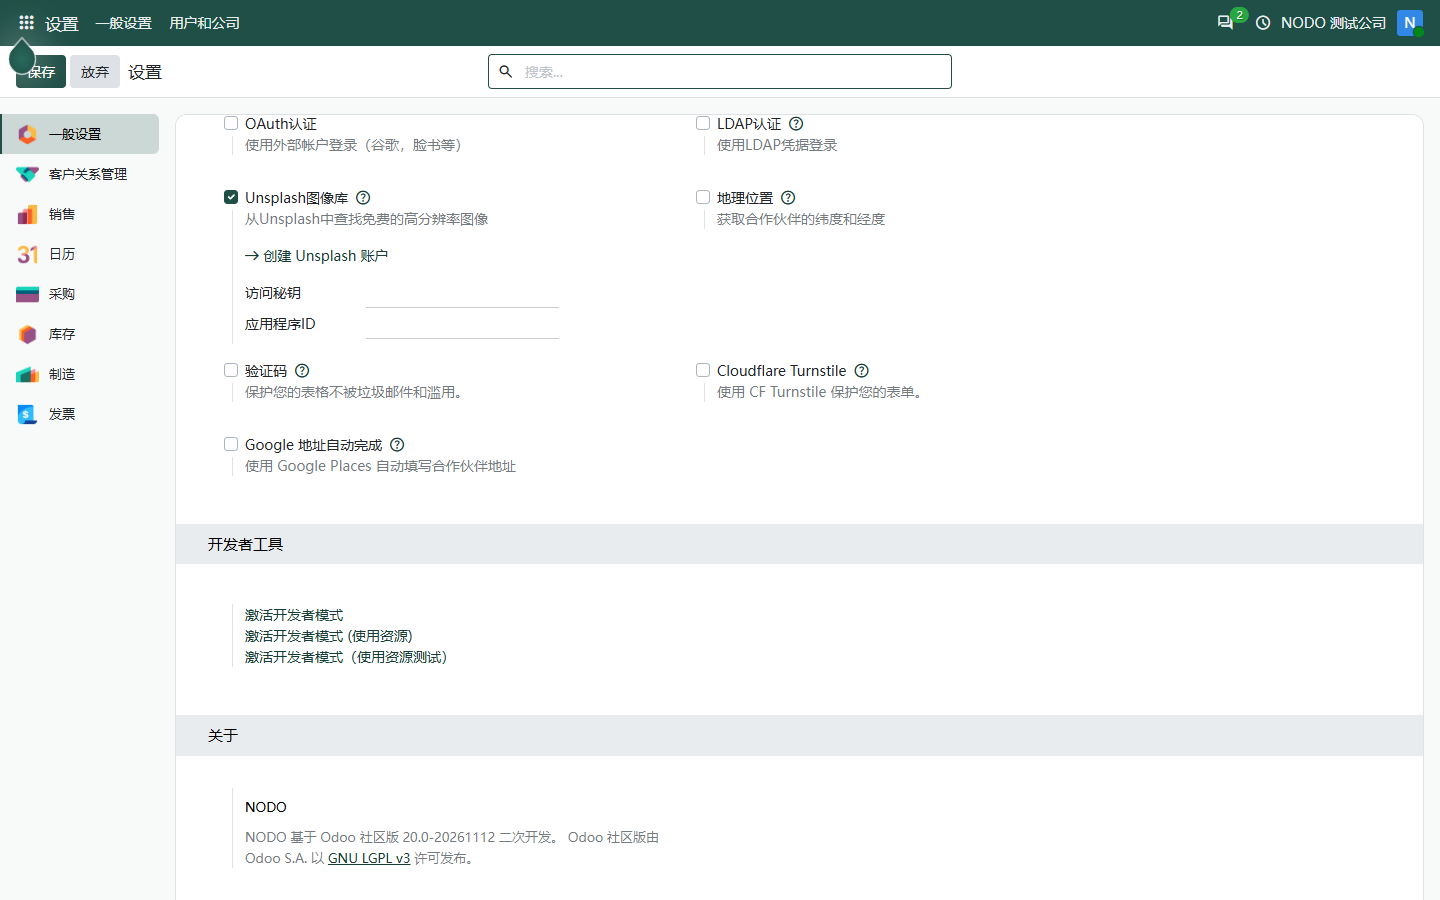 设置 一般设置 用户和公司 2 NODO 测试公司 N
保存 放弃 设置 搜索...
一般设置
客户关系管理
销售
31 日历
采购
库存
制造
$ 发票
OAuth认证 LDAP认证 ?
使用外部帐户登录（谷歌，脸书等） 使用LDAP凭据登录
Unsplash图像库 ? 地理位置 ?
从Unsplash中查找免费的高分辨率图像 获取合作伙伴的纬度和经度
→ 创建 Unsplash 账户
访问秘钥
应用程序ID
验证码 ? Cloudflare Turnstile ?
保护您的表格不被垃圾邮件和滥用。 使用 CF Turnstile 保护您的表单。
Google 地址自动完成 ?
使用 Google Places 自动填写合作伙伴地址
开发者工具
激活开发者模式
激活开发者模式 (使用资源)
激活开发者模式（使用资源测试）
关于
NODO
NODO 基于 Odoo 社区版 20.0-20261112 二次开发。 Odoo 社区版由
Odoo S.A. 以 GNU LGPL v3 许可发布。